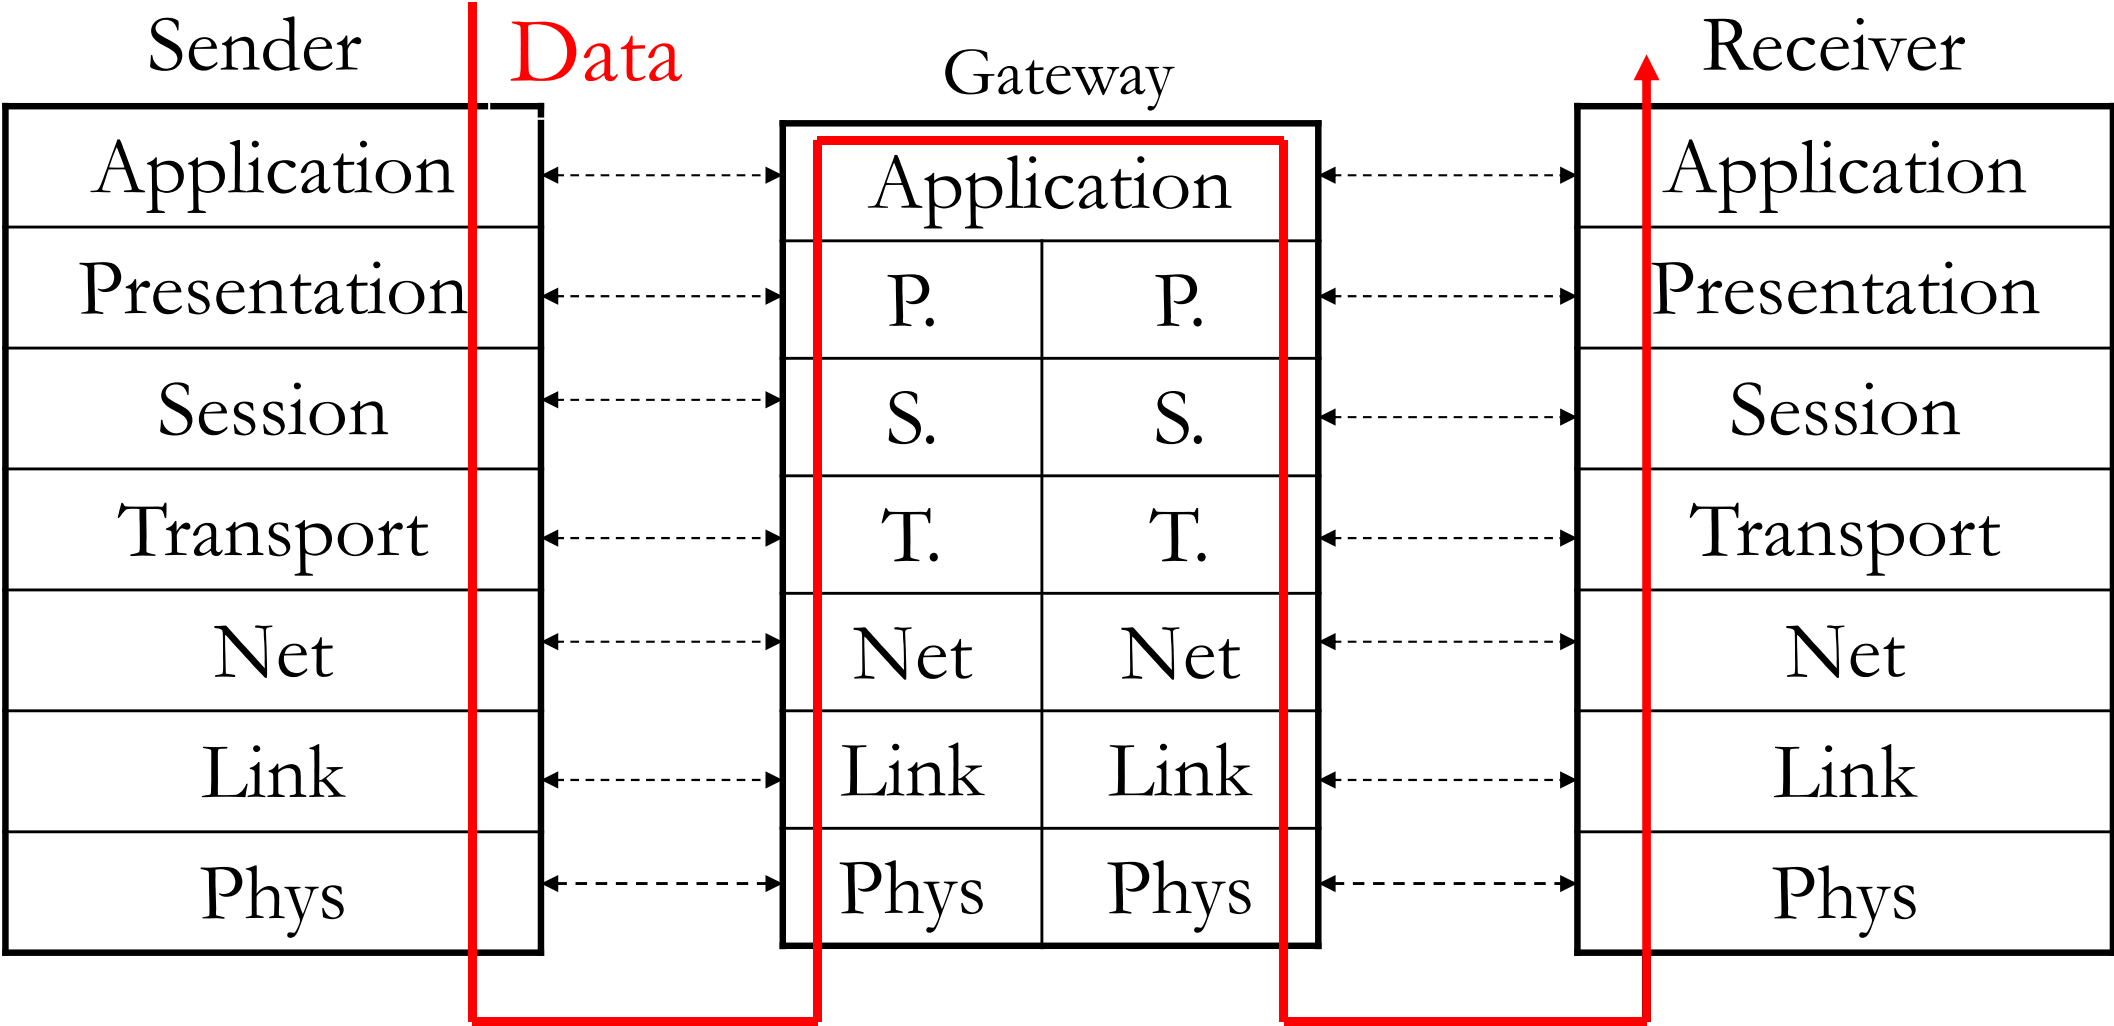 Sender
Data
Gateway
Receiver
Application
Application
Application
Presentation
P.
P.
Presentation
Session
S.
S.
Session
Transport
T.
T.
Transport
Net
Net
Net
Net
Link
Link
Link
Link
Phys
Phys
Phys
Phys